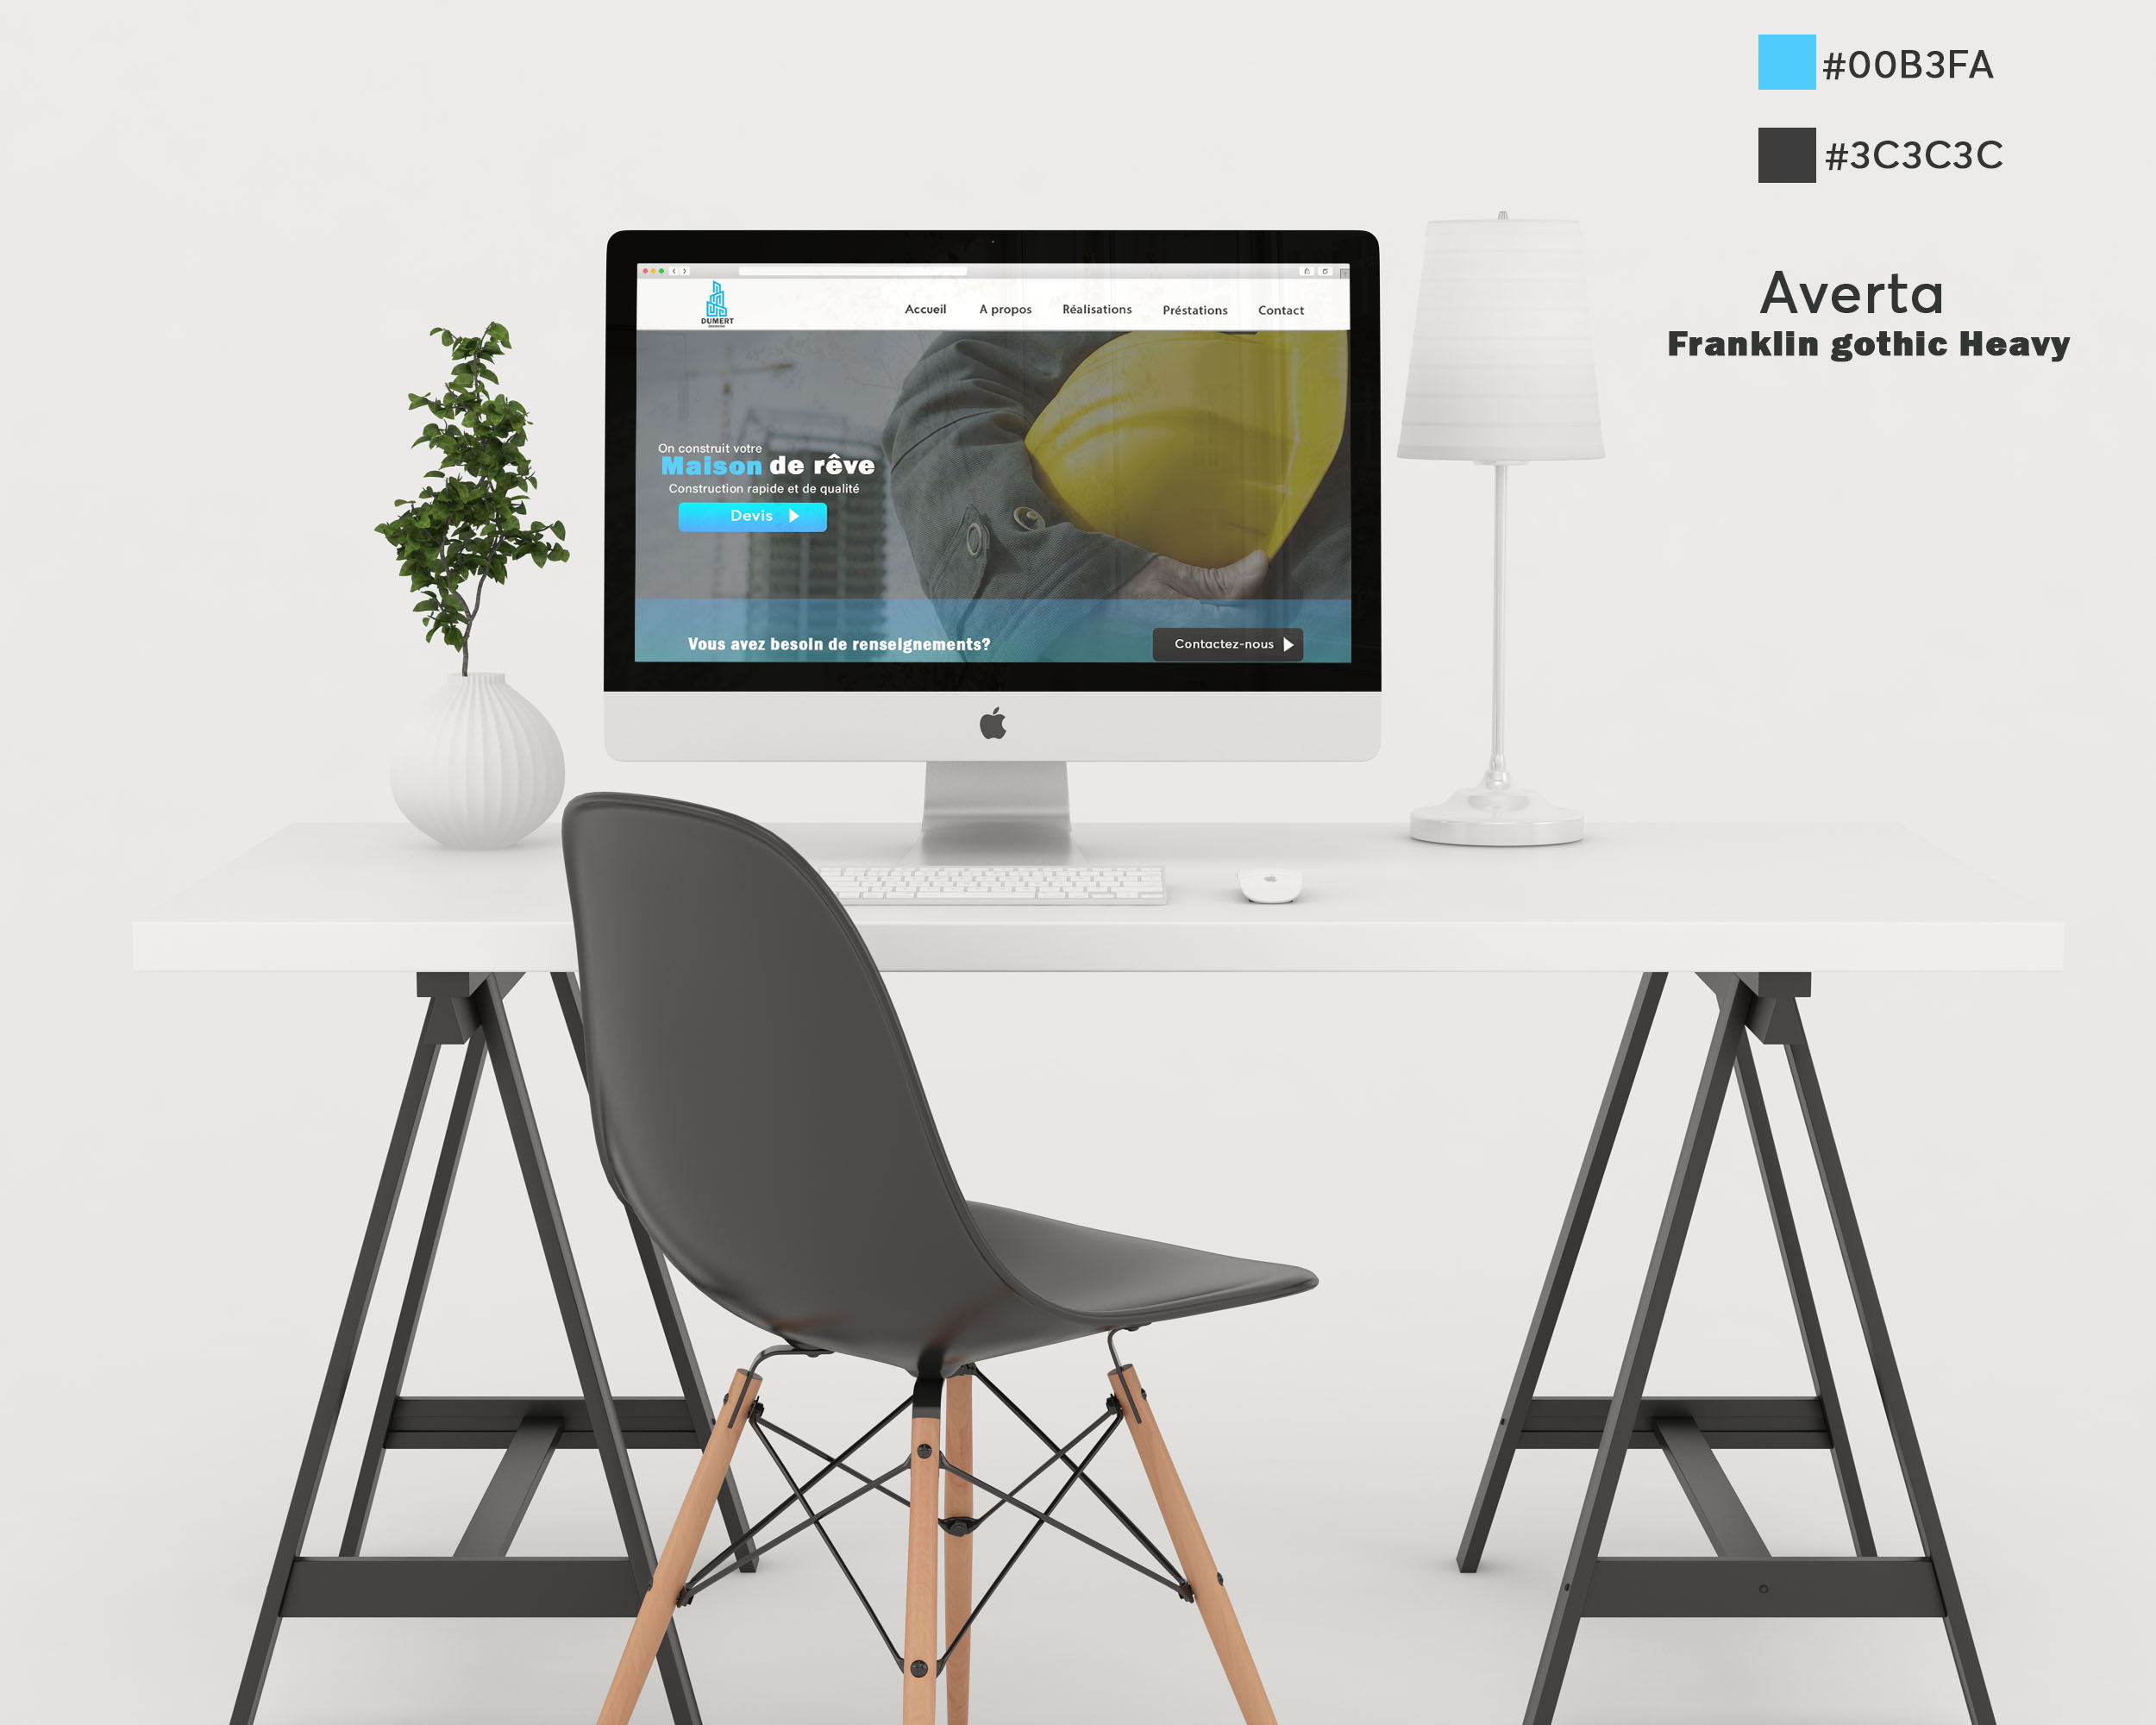 #00B3FA
#3C3C3C
Averta
Franklin gothic Heavy
DUMERT
Accueil
A propos
Réalisations
Préstations
Contact
On construit votre
Maison de rêve
Construction rapide et de qualité
Devis
Vous avez besoin de renseignements?
Contactez-nous